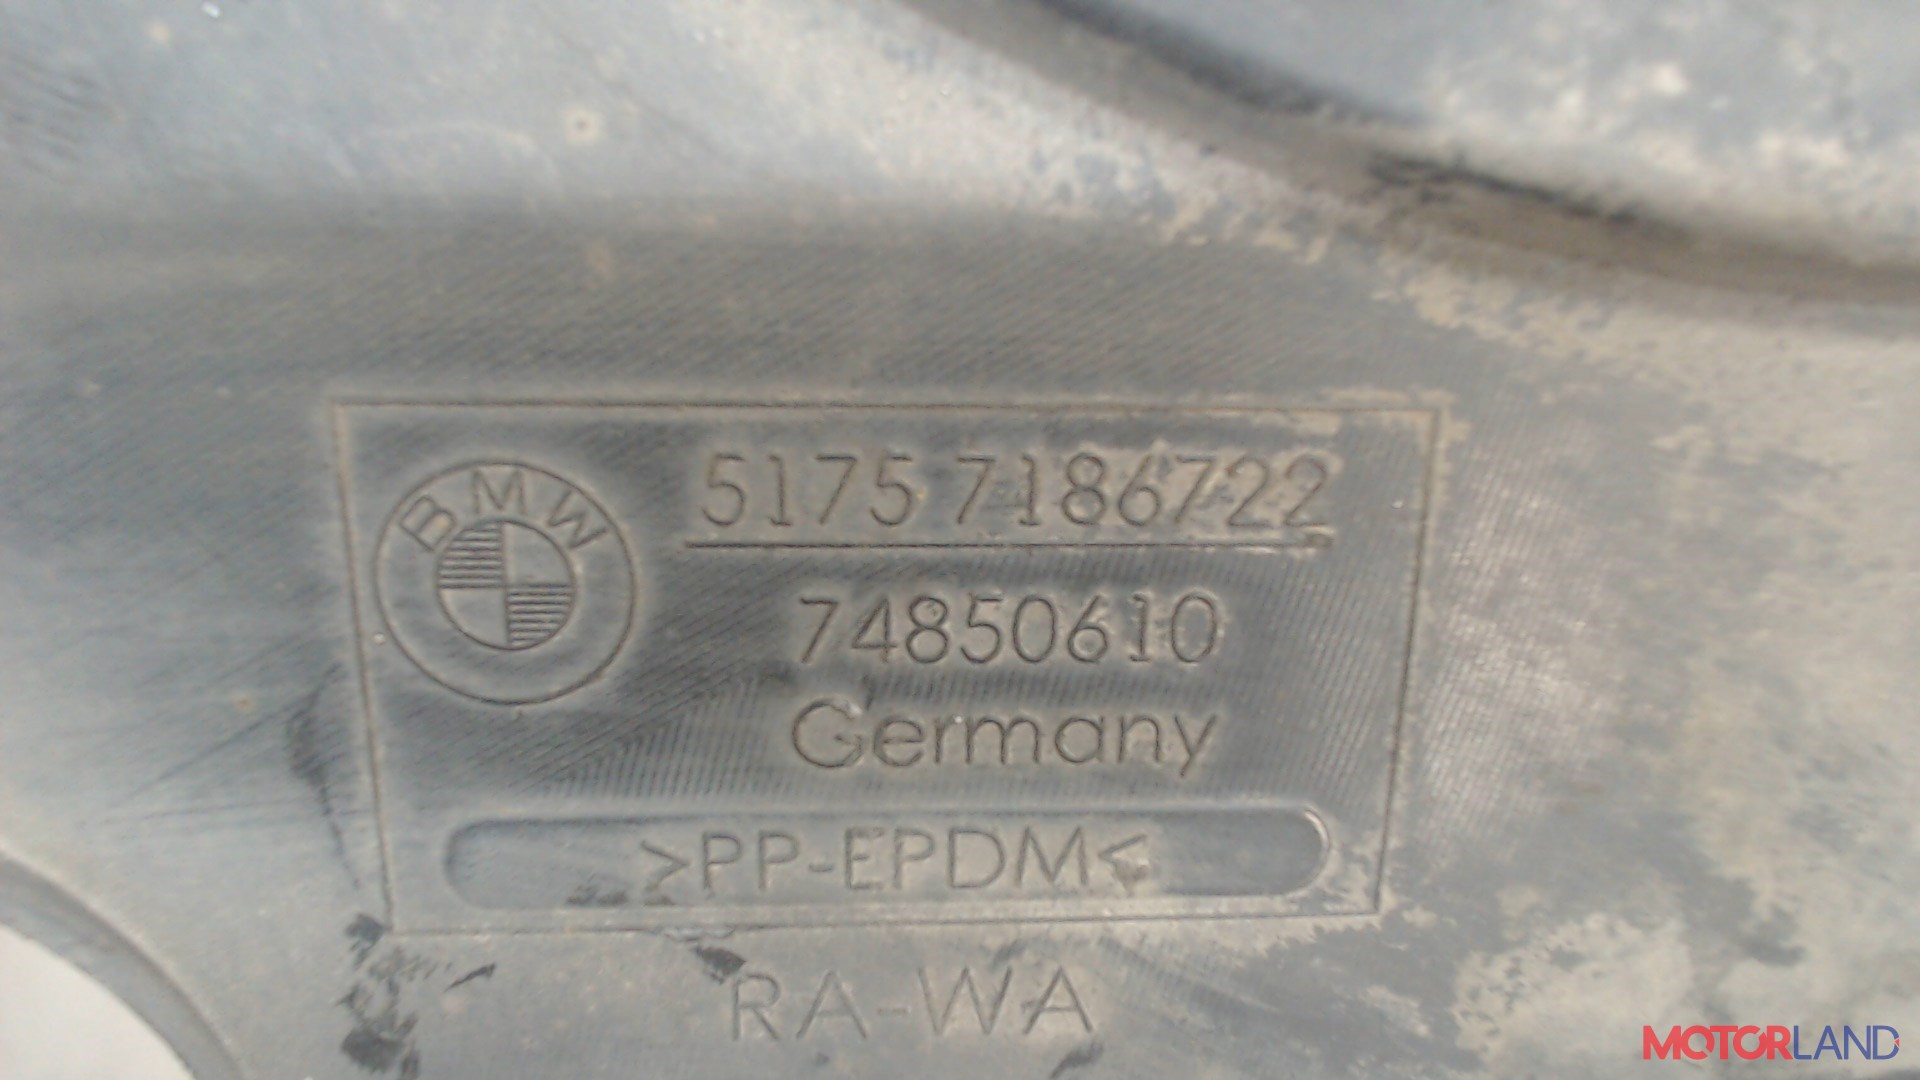 BMW
5175 7186722
74850610
Germany
>PP-EPDM<
RA-WA
MOTORLAND